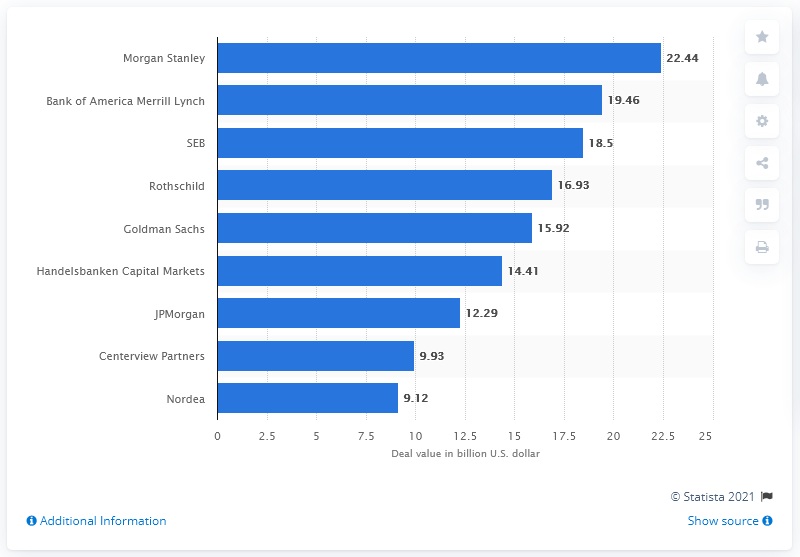 Morgan Stanley 22.44
Bank of America Merrill Lynch 19.46
SEB 18.5
Rothschild 16.93
Goldman Sachs 15.92
Handelsbanken Capital Markets 14.41
JPMorgan 12.29
Centerview Partners 9.93
Nordea 9.12
0 2.5 5 7.5 10 12.5 15 17.5 20 22.5 25
Deal value in billion U.S. dollar
© Statista 2021
Additional Information Show source